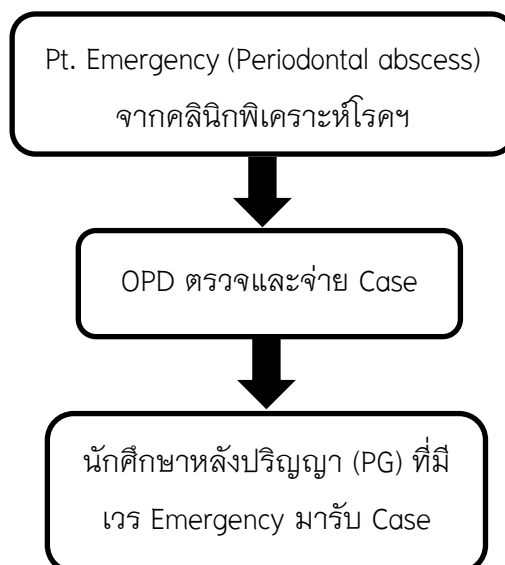 Pt. Emergency (Periodontal abscess)
จากคลินิกพิเคราะห์โรคฯ
OPD ตรวจและจ่าย Case
นักศึกษาหลังปริญญา (PG) ที่มี
เวร Emergency มารับ Case